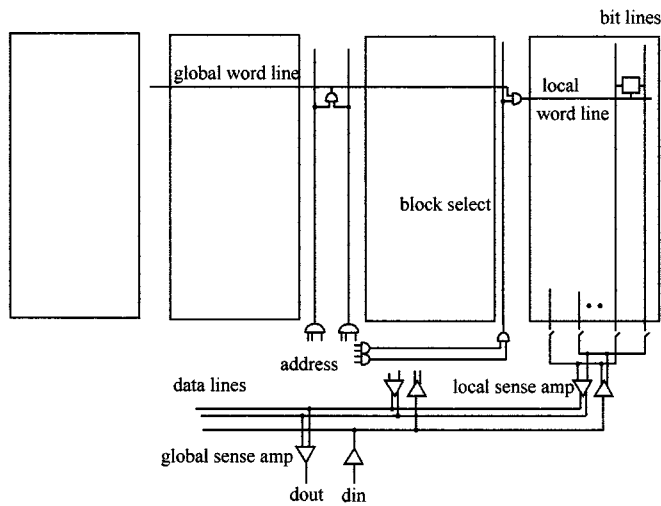 bit lines
global word line
local
word line
block select
address
data lines
local sense amp
global sense amp
dout
din